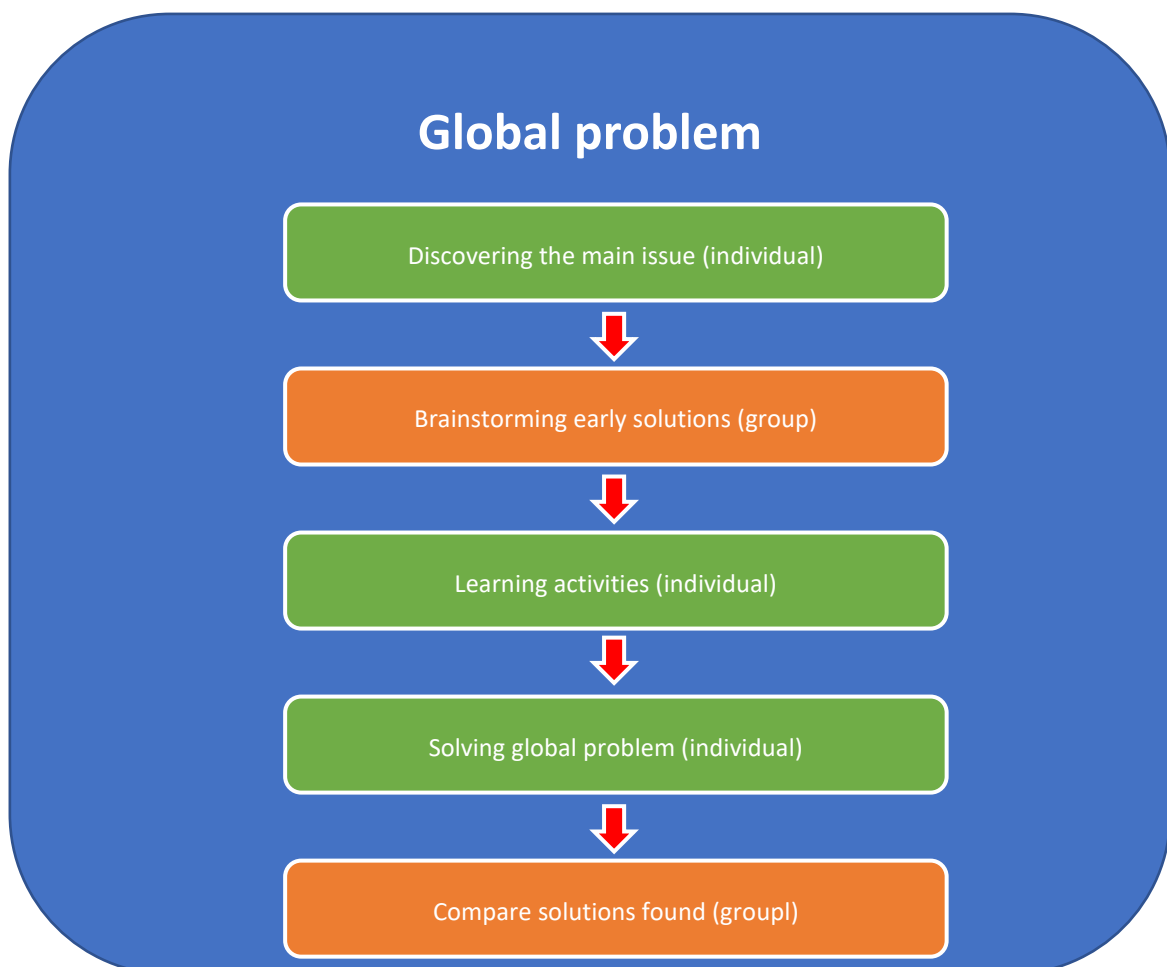 Global problem
Discovering the main issue (individual)
Brainstorming early solutions (group)
Learning activities (individual)
Solving global problem (individual)
Compare solutions found (groupl)